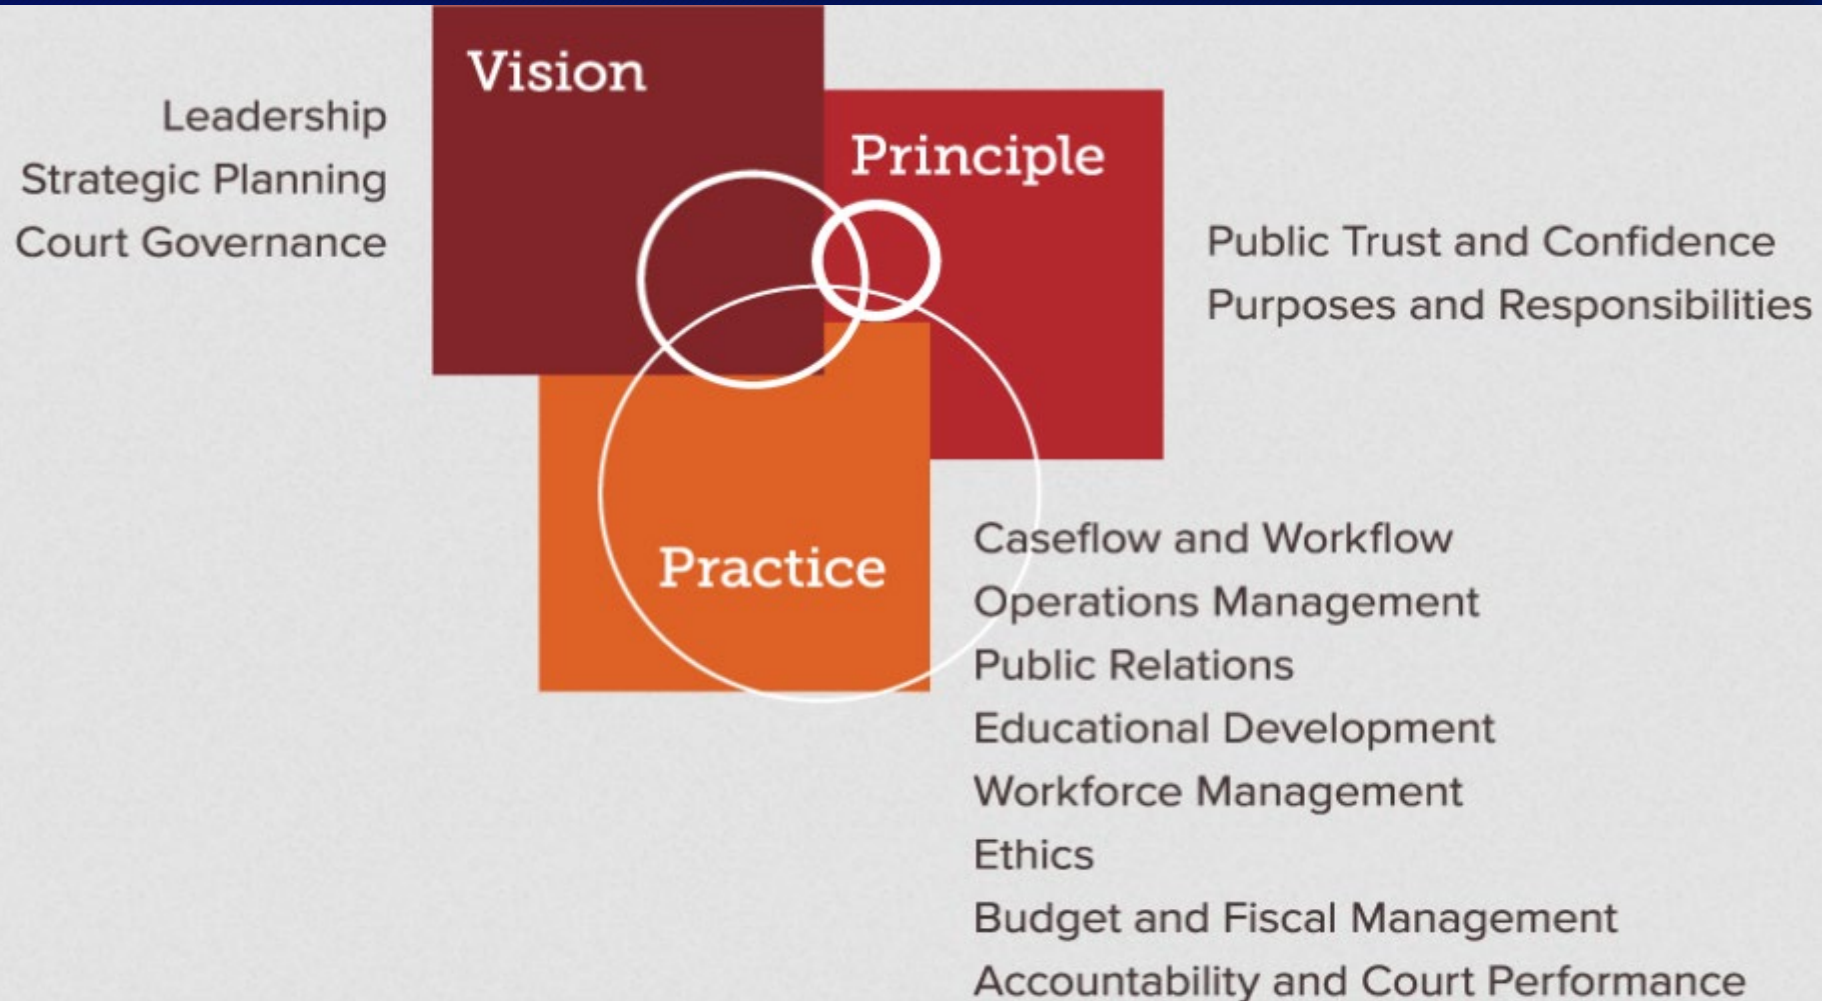 Vision
Leadership
Strategic Planning
Court Governance
Principle
Public Trust and Confidence
Purposes and Responsibilities
Practice
Caseflow and Workflow
Operations Management
Public Relations
Educational Development
Workforce Management
Ethics
Budget and Fiscal Management
Accountability and Court Performance